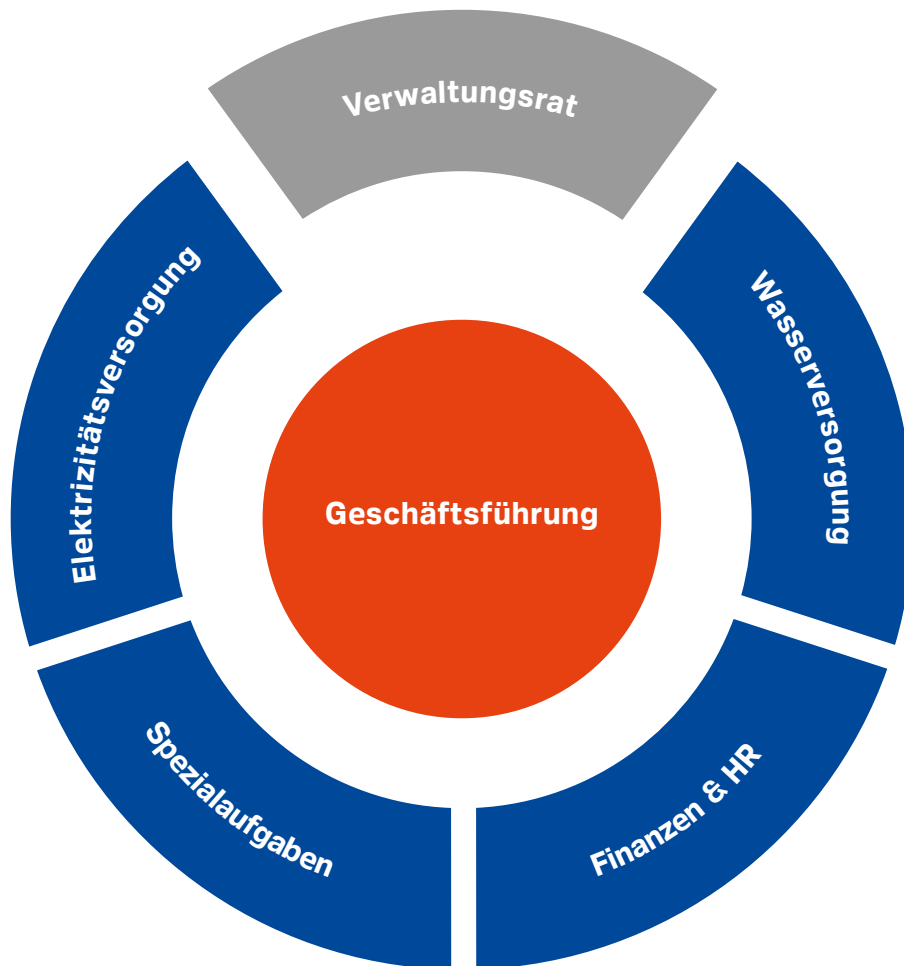 Verwaltungsrat
Elektrizitätsversorgung
Wasserversorgung
Geschäftsführung
Spezialaufgaben
Finanzen & HR